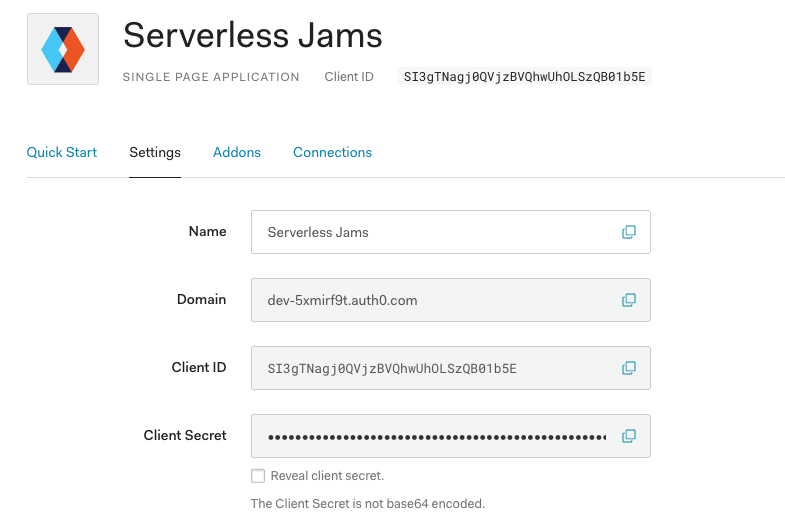 Serverless Jams
SINGLE PAGE APPLICATION Client ID SI3gTNagj0QVjzBVQhwUhOLSzQB01b5E
Quick Start Settings Addons Connections
Name Serverless Jams
Domain dev-5xmirf9t.auth0.com
Client ID SI3gTNagj0QVjzBVQhwUhOLSzQB01b5E
Client Secret ••••••••••••••••••••••••••••••••••••••••••••••••••
Reveal client secret.
The Client Secret is not base64 encoded.